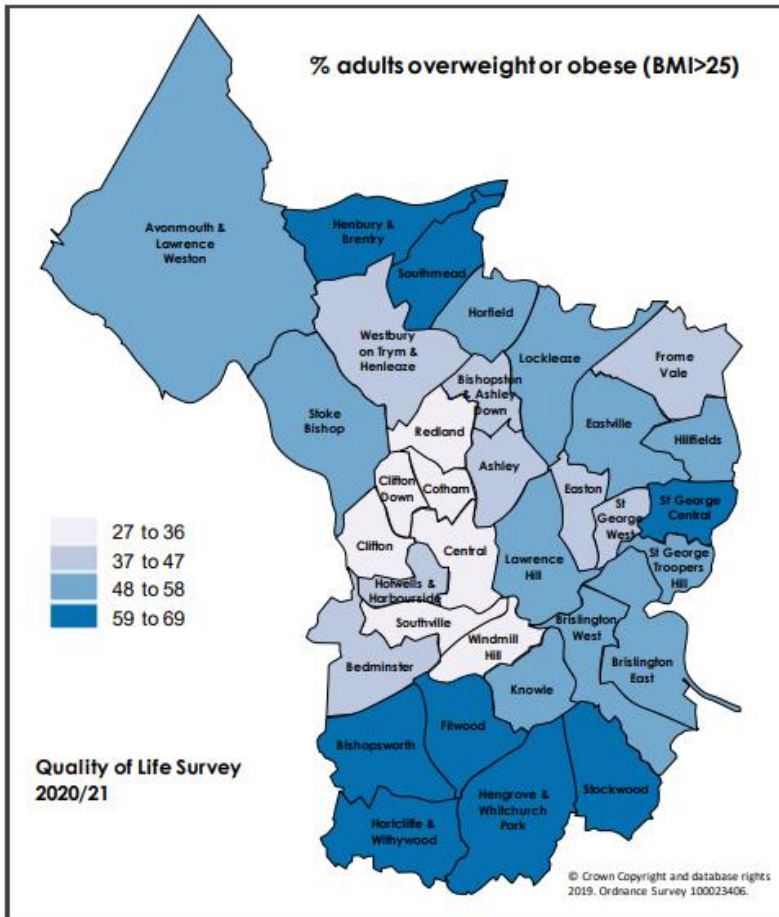 % adults overweight or obese (BMI>25)
Avonmouth &
Lawrence
Weston
Henbury &
Brentry
Southmead
Horfield
Westbury
on Trym &
Henleaze
Lockleaze
Frome
Vale
Bishopston
& Ashley
Down
Stoke
Bishop
Redland
Eastville
Hillfields
Clifton
Down
Cotham
Ashley
Easton
St
George
West
St George
Central
Clifton
Central
Lawrence
Hill
St George
Troopers
Hill
Hotwells &
Harbourside
Southville
Windmill
Hill
Brislington
West
Bedminster
Knowle
Brislington
East
Bishopsworth
Filwood
Stockwood
Hengrove &
Whitchurch
Park
Hartcliffe &
Withywood
27 to 36
37 to 47
48 to 58
59 to 69
Quality of Life Survey
2020/21
© Crown Copyright and database rights
2019. Ordnance Survey 100023406.